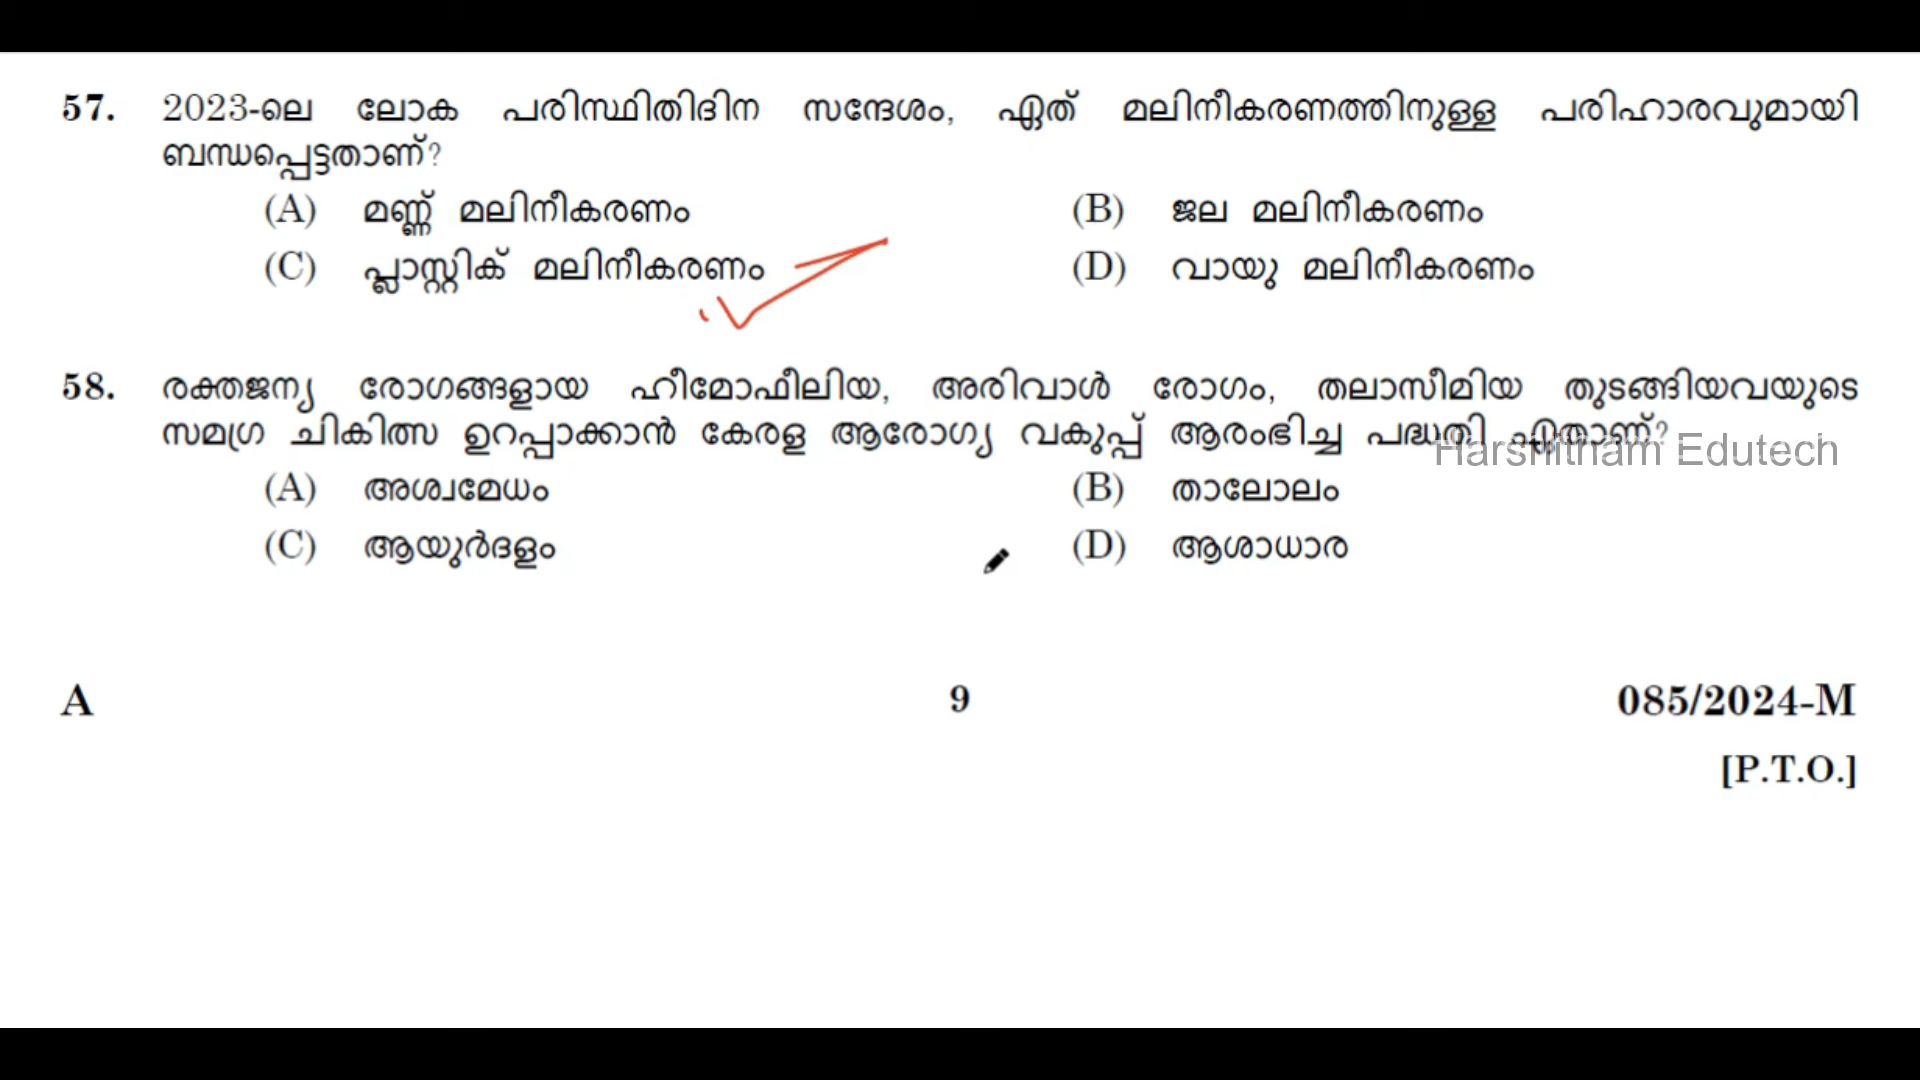 57. 2023-ലെ ലോക പരിസ്ഥിതിദിന സന്ദേശം, ഏത് മലിനീകരണത്തിനുള്ള പരിഹാരവുമായി
ബന്ധപ്പെട്ടതാണ്?
(A) മണ്ണ് മലിനീകരണം (B) ജല മലിനീകരണം
(C) പ്ലാസ്റ്റിക് മലിനീകരണം (D) വായു മലിനീകരണം
58. രക്തജന്യ രോഗങ്ങളായ ഹീമോഫീലിയ, അരിവാൾ രോഗം, തലാസീമിയ തുടങ്ങിയവയുടെ
സമഗ്ര ചികിത്സ ഉറപ്പാക്കാൻ കേരള ആരോഗ്യ വകുപ്പ് ആരംഭിച്ച പദ്ധതി ഏതാണ്?
Harshitham Edutech
(A) അശ്വമേധം (B) താലോലം
(C) ആയുർദളം (D) ആശാധാര
A 9 085/2024-M
[P.T.O.]